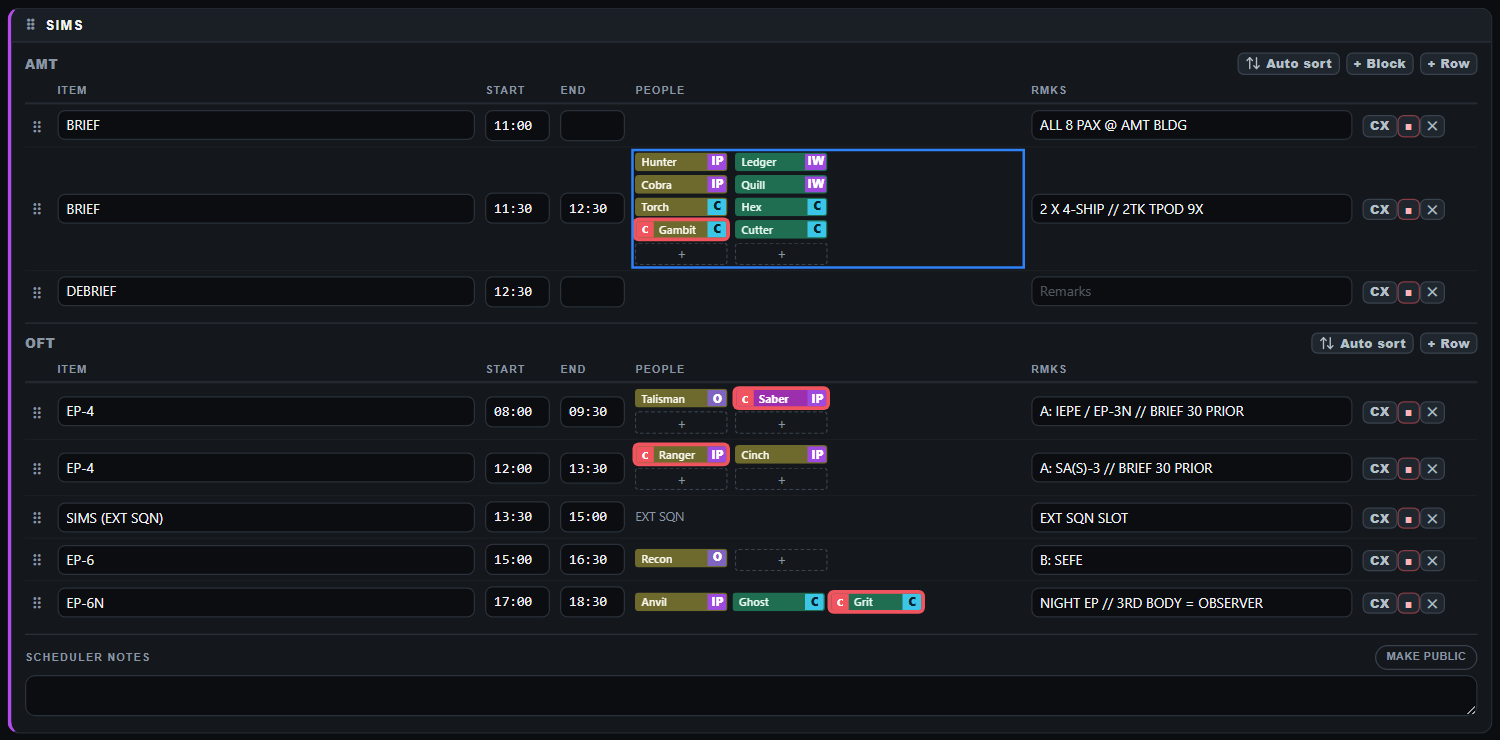 SIMS
AMT
Auto sort + Block + Row
ITEM START END PEOPLE RMKS
BRIEF 11:00 ALL 8 PAX @ AMT BLDG CX
Hunter IP Ledger IW
Cobra IP Quill IW
BRIEF 11:30 12:30 Torch C Hex C 2 X 4-SHIP // 2TK TPOD 9X CX
C Gambit C Cutter C
+ +
DEBRIEF 12:30 Remarks CX
OFT
Auto sort + Row
ITEM START END PEOPLE RMKS
EP-4 08:00 09:30 Talisman O C Saber IP A: IEPE / EP-3N // BRIEF 30 PRIOR CX
+ +
EP-4 12:00 13:30 C Ranger IP Cinch IP A: SA(S)-3 // BRIEF 30 PRIOR CX
+ +
SIMS (EXT SQN) 13:30 15:00 EXT SQN EXT SQN SLOT CX
EP-6 15:00 16:30 Recon O + B: SEFE CX
EP-6N 17:00 18:30 Anvil IP Ghost C C Grit C NIGHT EP // 3RD BODY = OBSERVER CX
SCHEDULER NOTES MAKE PUBLIC